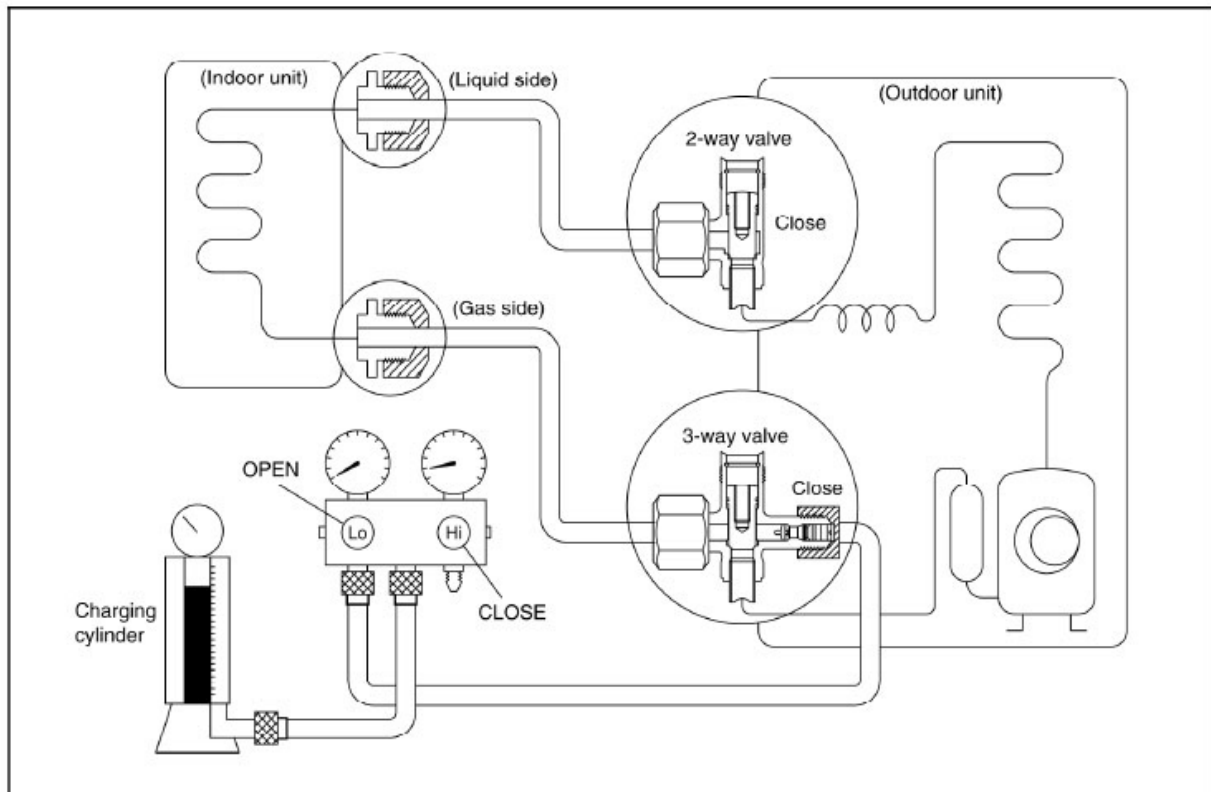 (Indoor unit)
(Liquid side)
(Outdoor unit)
2-way valve
Close
(Gas side)
3-way valve
Close
OPEN
Lo
Hi
CLOSE
Charging
cylinder